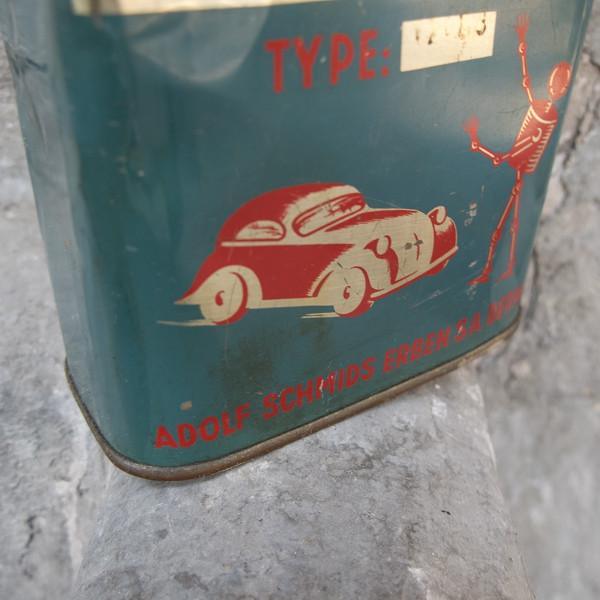 TYPE:
ADOLF SCHMIDS ERBEN S.A.